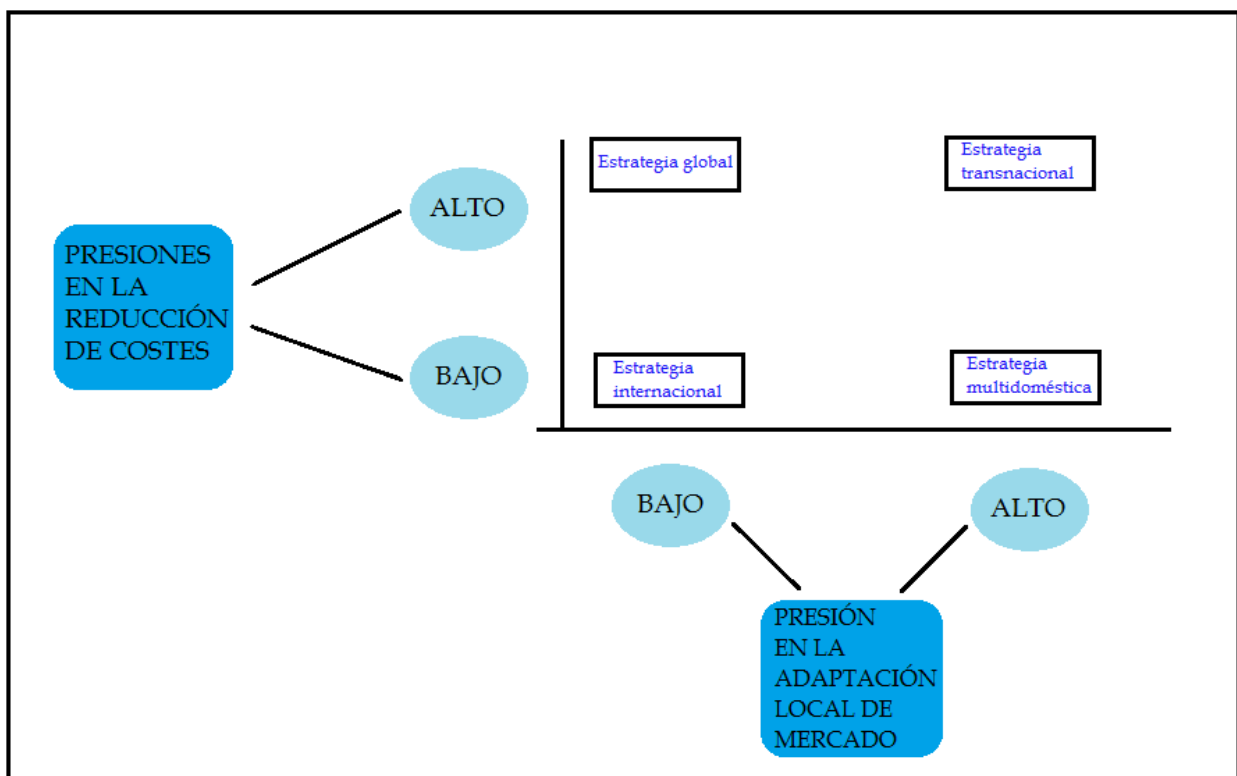 Estrategia global
Estrategia
transnacional
ALTO
PRESIONES
EN LA
REDUCCIÓN
DE COSTES
BAJO
Estrategia
internacional
Estrategia
multidoméstica
BAJO
ALTO
PRESIÓN
EN LA
ADAPTACIÓN
LOCAL DE
MERCADO